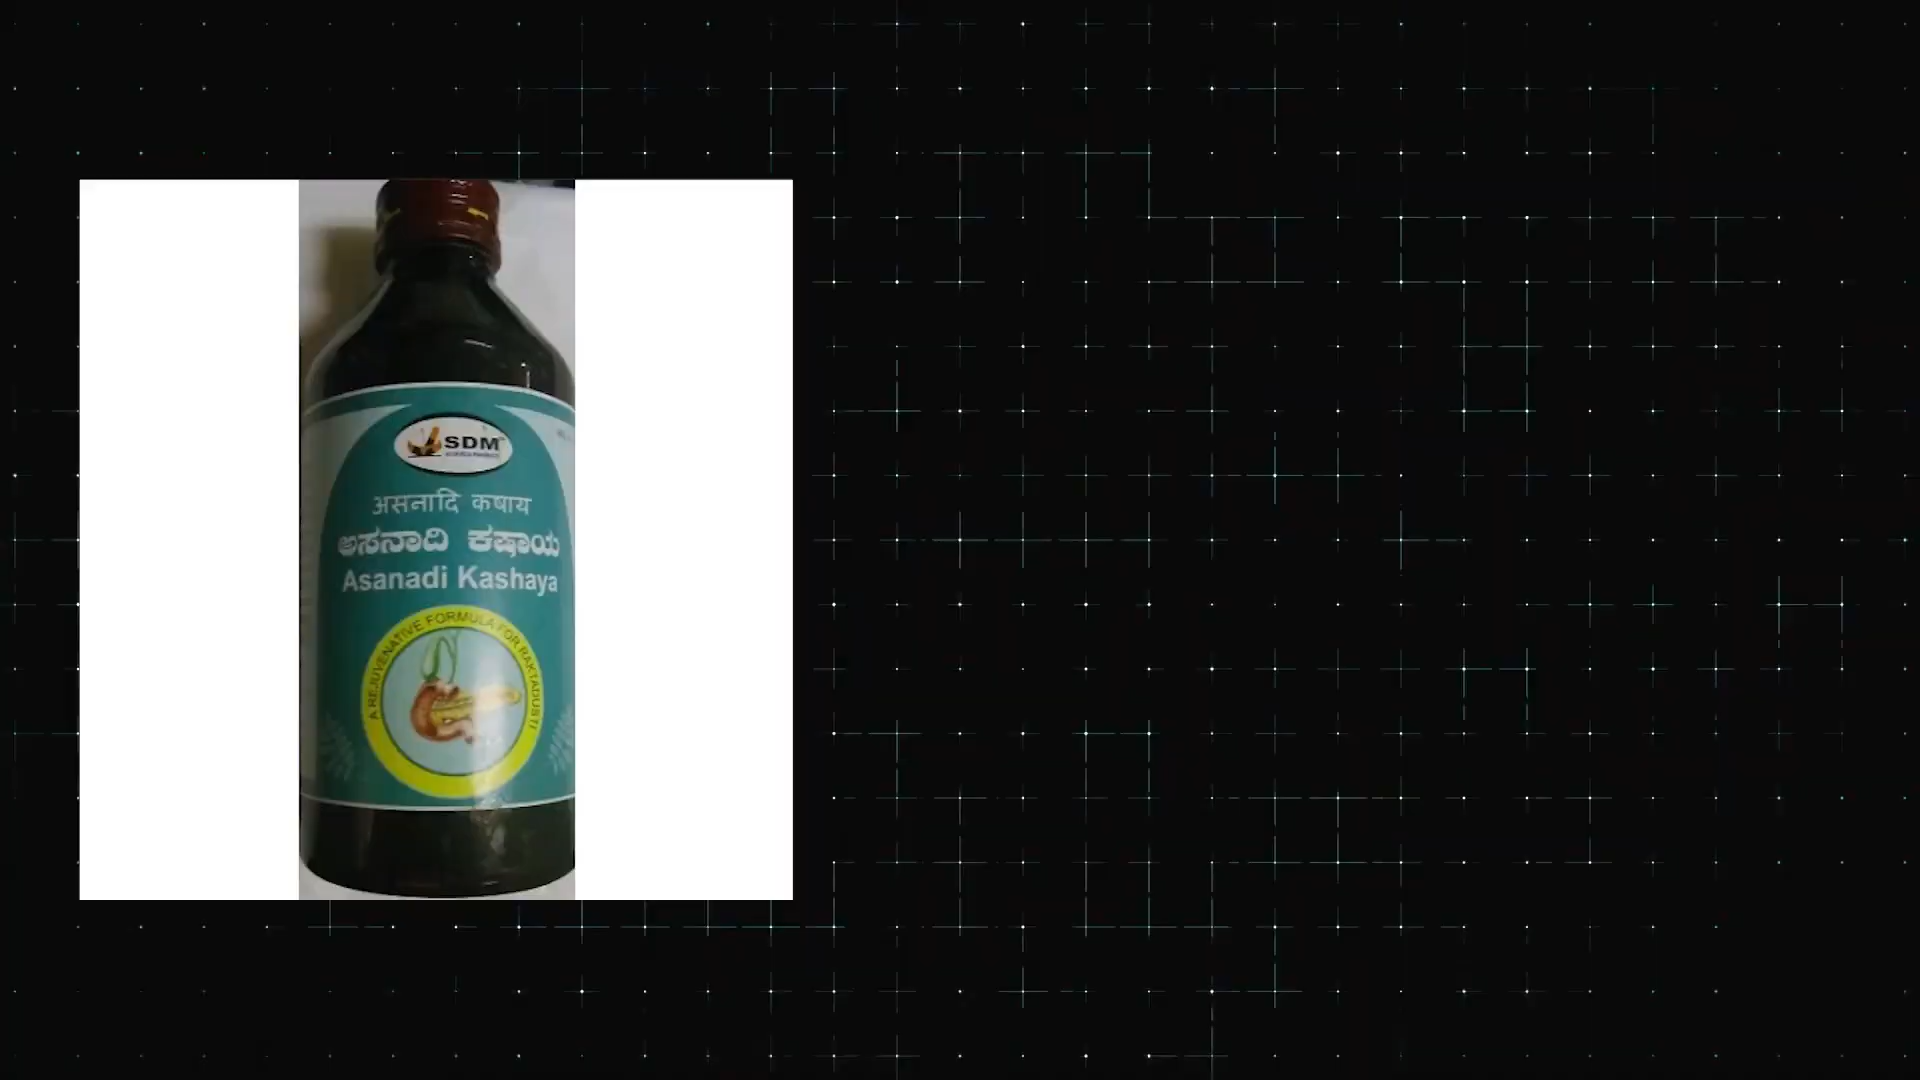 SDM
असनादि कषाय
ಅಸನಾದಿ ಕಷಾಯ
Asanadi Kashaya
A REJUVENATIVE FORMULA FOR RAKTADUSTI